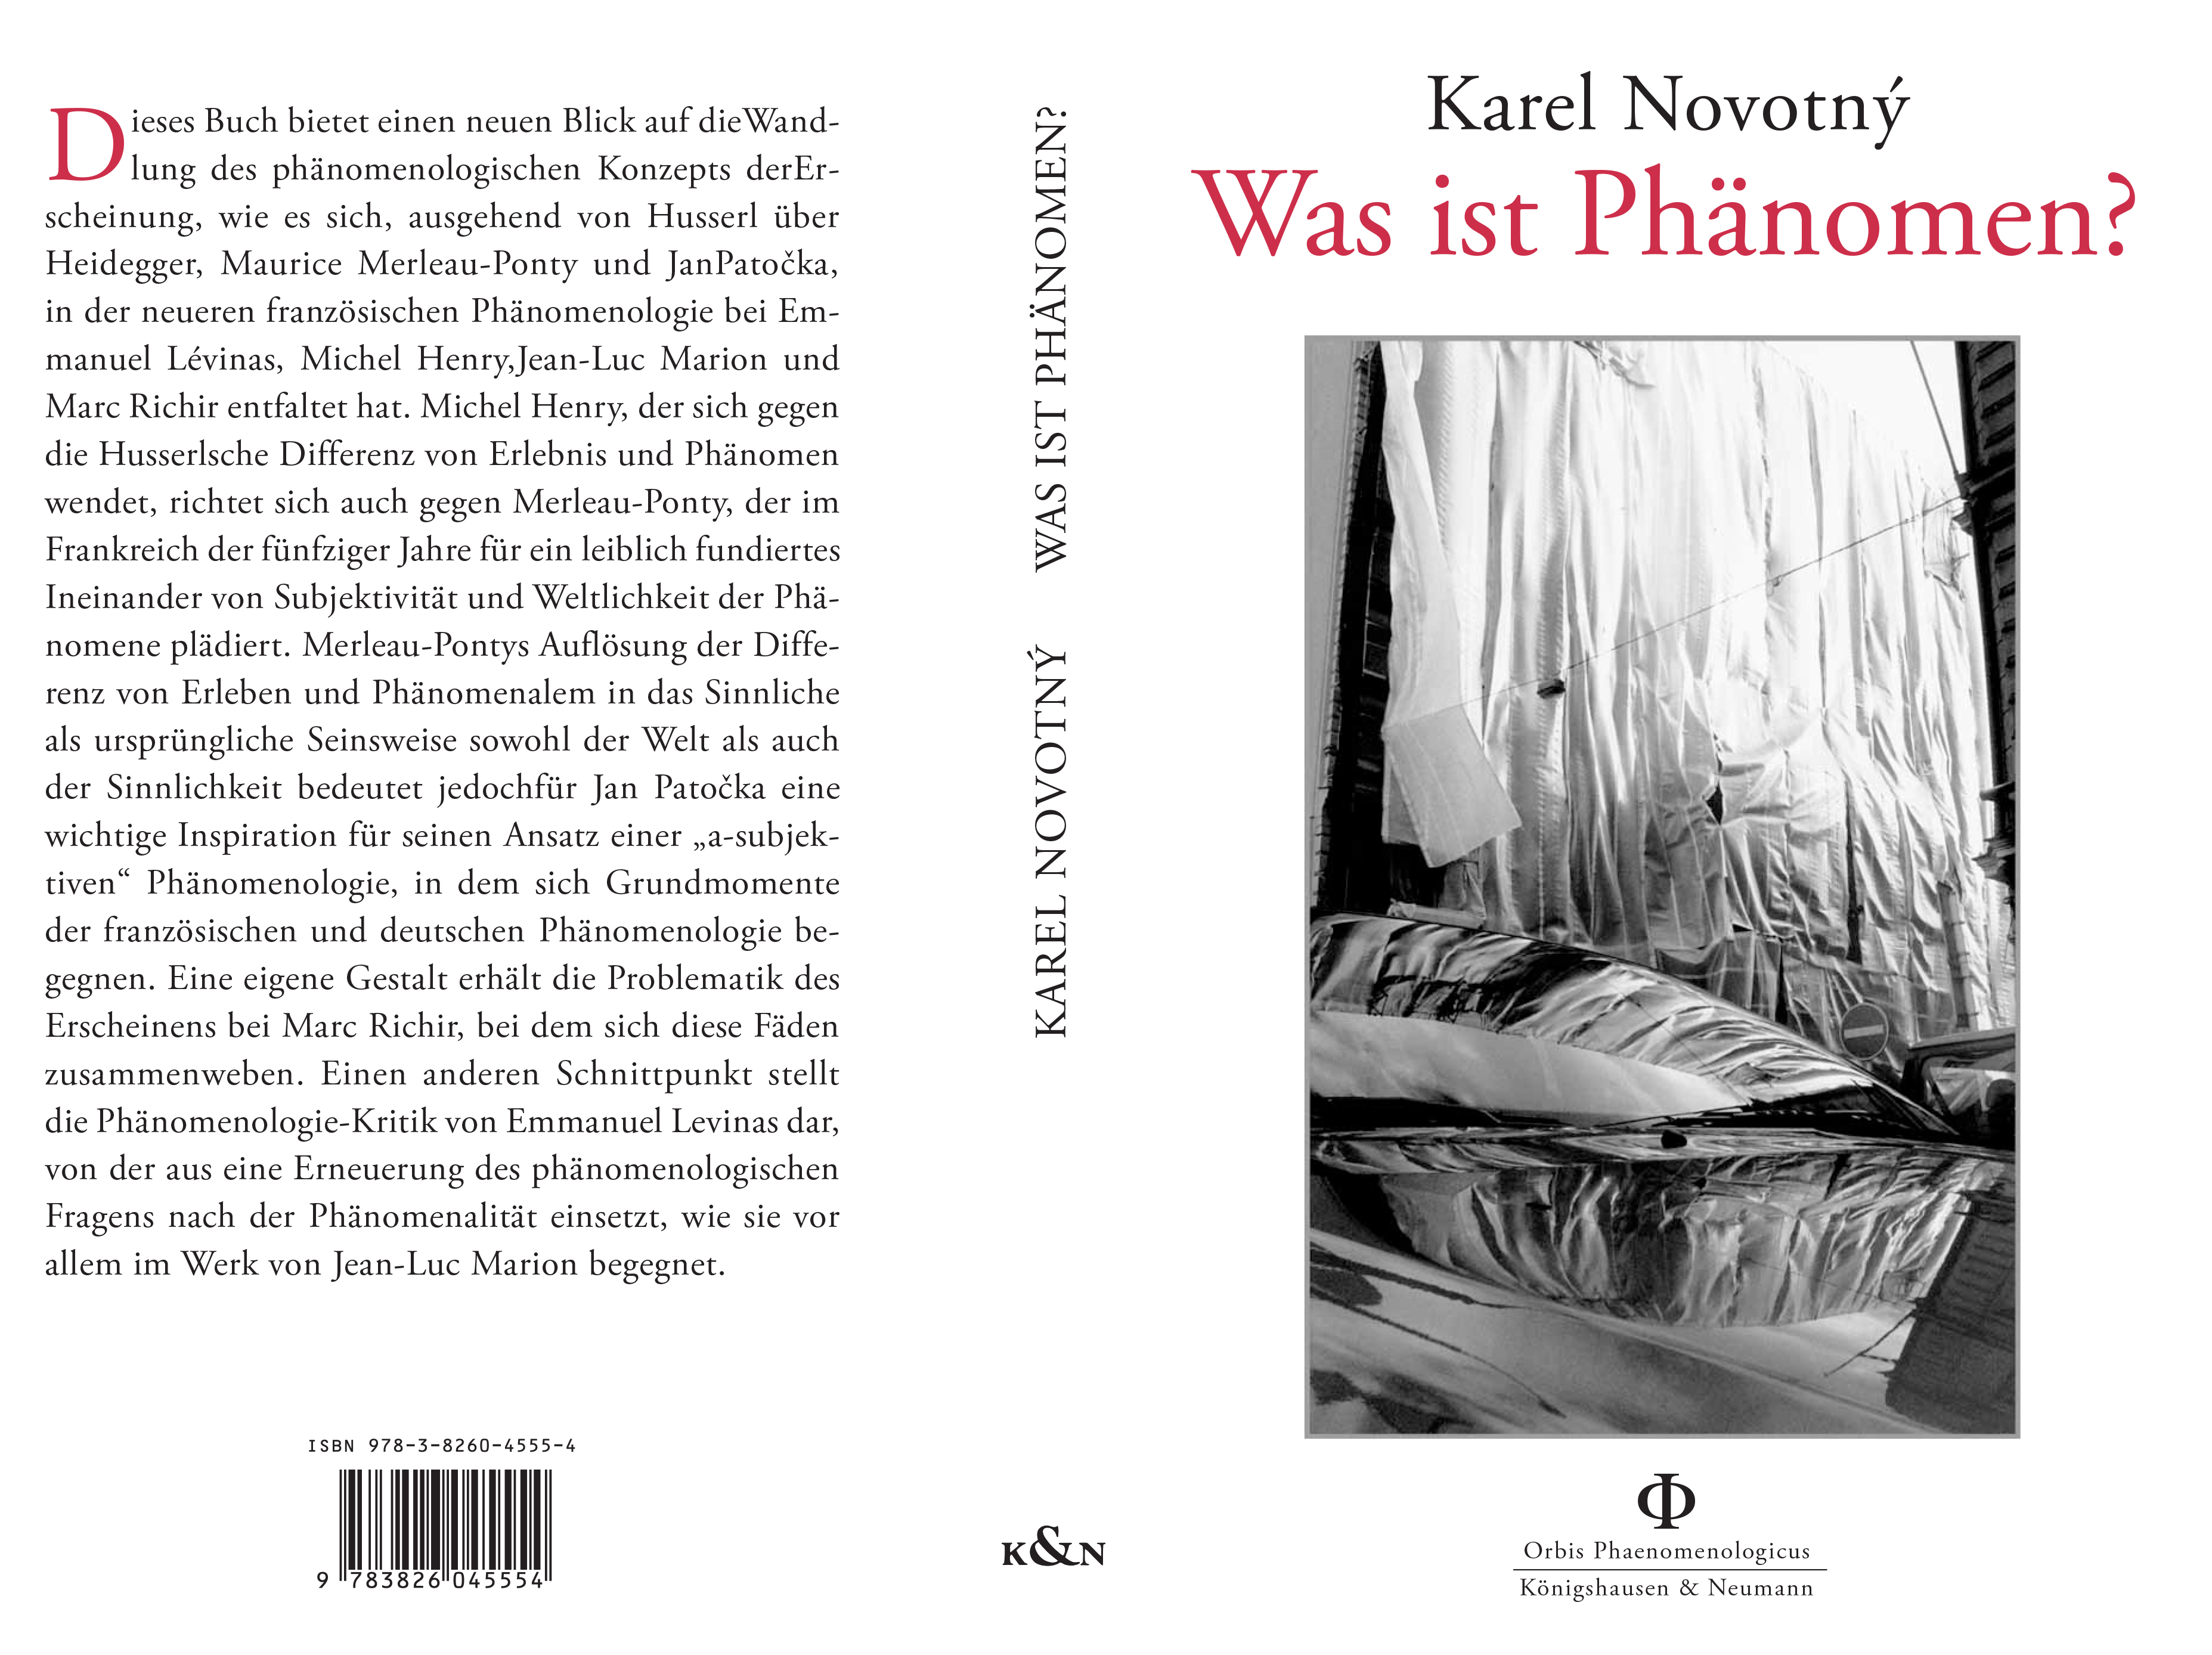 Dieses Buch bietet einen neuen Blick auf dieWand-
lung des phänomenologischen Konzepts derEr-
scheinung, wie es sich, ausgehend von Husserl über
Heidegger, Maurice Merleau-Ponty und JanPatočka,
in der neueren französischen Phänomenologie bei Em-
manuel Lévinas, Michel Henry,Jean-Luc Marion und
Marc Richir entfaltet hat. Michel Henry, der sich gegen
die Husserlsche Differenz von Erlebnis und Phänomen
wendet, richtet sich auch gegen Merleau-Ponty, der im
Frankreich der fünfziger Jahre für ein leiblich fundiertes
Ineinander von Subjektivität und Weltlichkeit der Phä-
nomene plädiert. Merleau-Pontys Auflösung der Diffe-
renz von Erleben und Phänomenalem in das Sinnliche
als ursprüngliche Seinsweise sowohl der Welt als auch
der Sinnlichkeit bedeutet jedochfür Jan Patočka eine
wichtige Inspiration für seinen Ansatz einer „a-subjek-
tiven“ Phänomenologie, in dem sich Grundmomente
der französischen und deutschen Phänomenologie be-
gegnen. Eine eigene Gestalt erhält die Problematik des
Erscheinens bei Marc Richir, bei dem sich diese Fäden
zusammenweben. Einen anderen Schnittpunkt stellt
die Phänomenologie-Kritik von Emmanuel Levinas dar,
von der aus eine Erneuerung des phänomenologischen
Fragens nach der Phänomenalität einsetzt, wie sie vor
allem im Werk von Jean-Luc Marion begegnet.
ISBN 978-3-8260-4555-4
9 783826 045554
KAREL NOVOTNÝ WAS IST PHÄNOMEN?
K&N
Karel Novotný
Was ist Phänomen?
Φ
Orbis Phaenomenologicus
Königshausen & Neumann